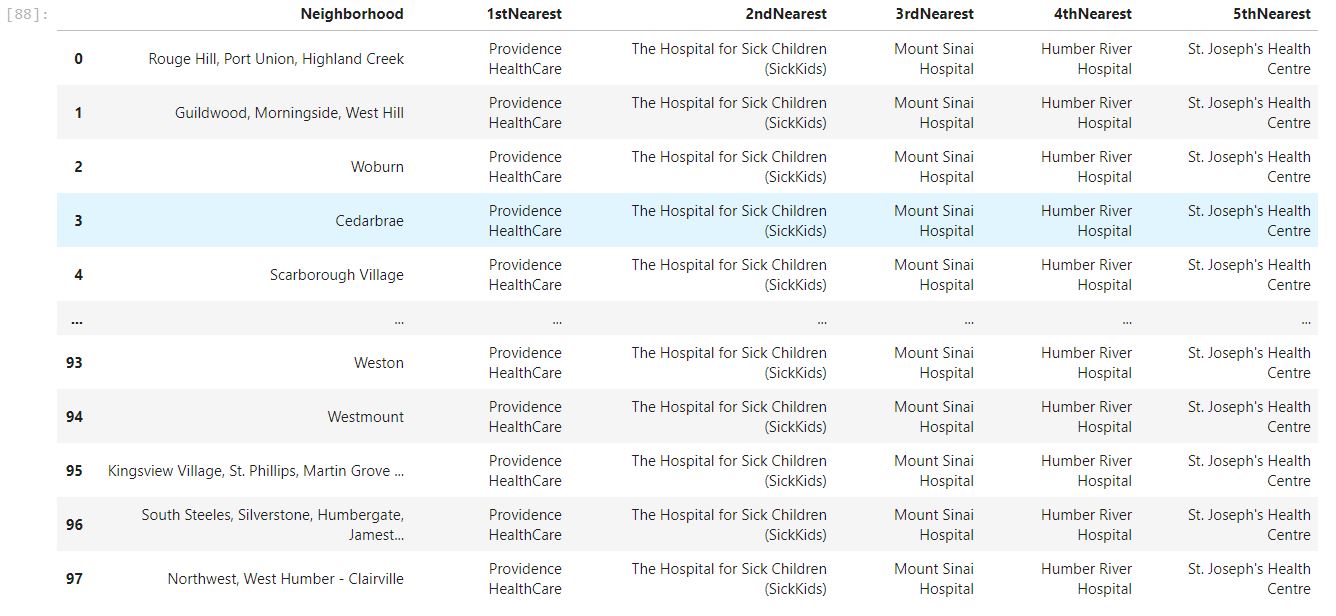 [88]:
Neighborhood 1stNearest 2ndNearest 3rdNearest 4thNearest 5thNearest
0 Rouge Hill, Port Union, Highland Creek Providence HealthCare The Hospital for Sick Children (SickKids) Mount Sinai Hospital Humber River Hospital St. Joseph's Health Centre
1 Guildwood, Morningside, West Hill Providence HealthCare The Hospital for Sick Children (SickKids) Mount Sinai Hospital Humber River Hospital St. Joseph's Health Centre
2 Woburn Providence HealthCare The Hospital for Sick Children (SickKids) Mount Sinai Hospital Humber River Hospital St. Joseph's Health Centre
3 Cedarbrae Providence HealthCare The Hospital for Sick Children (SickKids) Mount Sinai Hospital Humber River Hospital St. Joseph's Health Centre
4 Scarborough Village Providence HealthCare The Hospital for Sick Children (SickKids) Mount Sinai Hospital Humber River Hospital St. Joseph's Health Centre
... ... ... ... ... ... ...
93 Weston Providence HealthCare The Hospital for Sick Children (SickKids) Mount Sinai Hospital Humber River Hospital St. Joseph's Health Centre
94 Westmount Providence HealthCare The Hospital for Sick Children (SickKids) Mount Sinai Hospital Humber River Hospital St. Joseph's Health Centre
95 Kingsview Village, St. Phillips, Martin Grove ... Providence HealthCare The Hospital for Sick Children (SickKids) Mount Sinai Hospital Humber River Hospital St. Joseph's Health Centre
96 South Steeles, Silverstone, Humbergate, Jamest... Providence HealthCare The Hospital for Sick Children (SickKids) Mount Sinai Hospital Humber River Hospital St. Joseph's Health Centre
97 Northwest, West Humber - Clairville Providence HealthCare The Hospital for Sick Children (SickKids) Mount Sinai Hospital Humber River Hospital St. Joseph's Health Centre